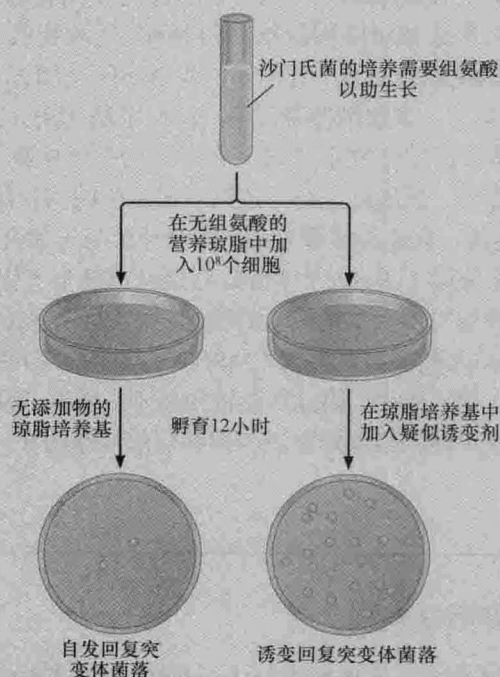 沙门氏菌的培养需要组氨酸
以助生长
在无组氨酸的
营养琼脂中加
入10⁸个细胞
无添加物的
琼脂培养基
孵育12小时
在琼脂培养基中
加入疑似诱变剂
自发回复突
变体菌落
诱变回复突变体菌落